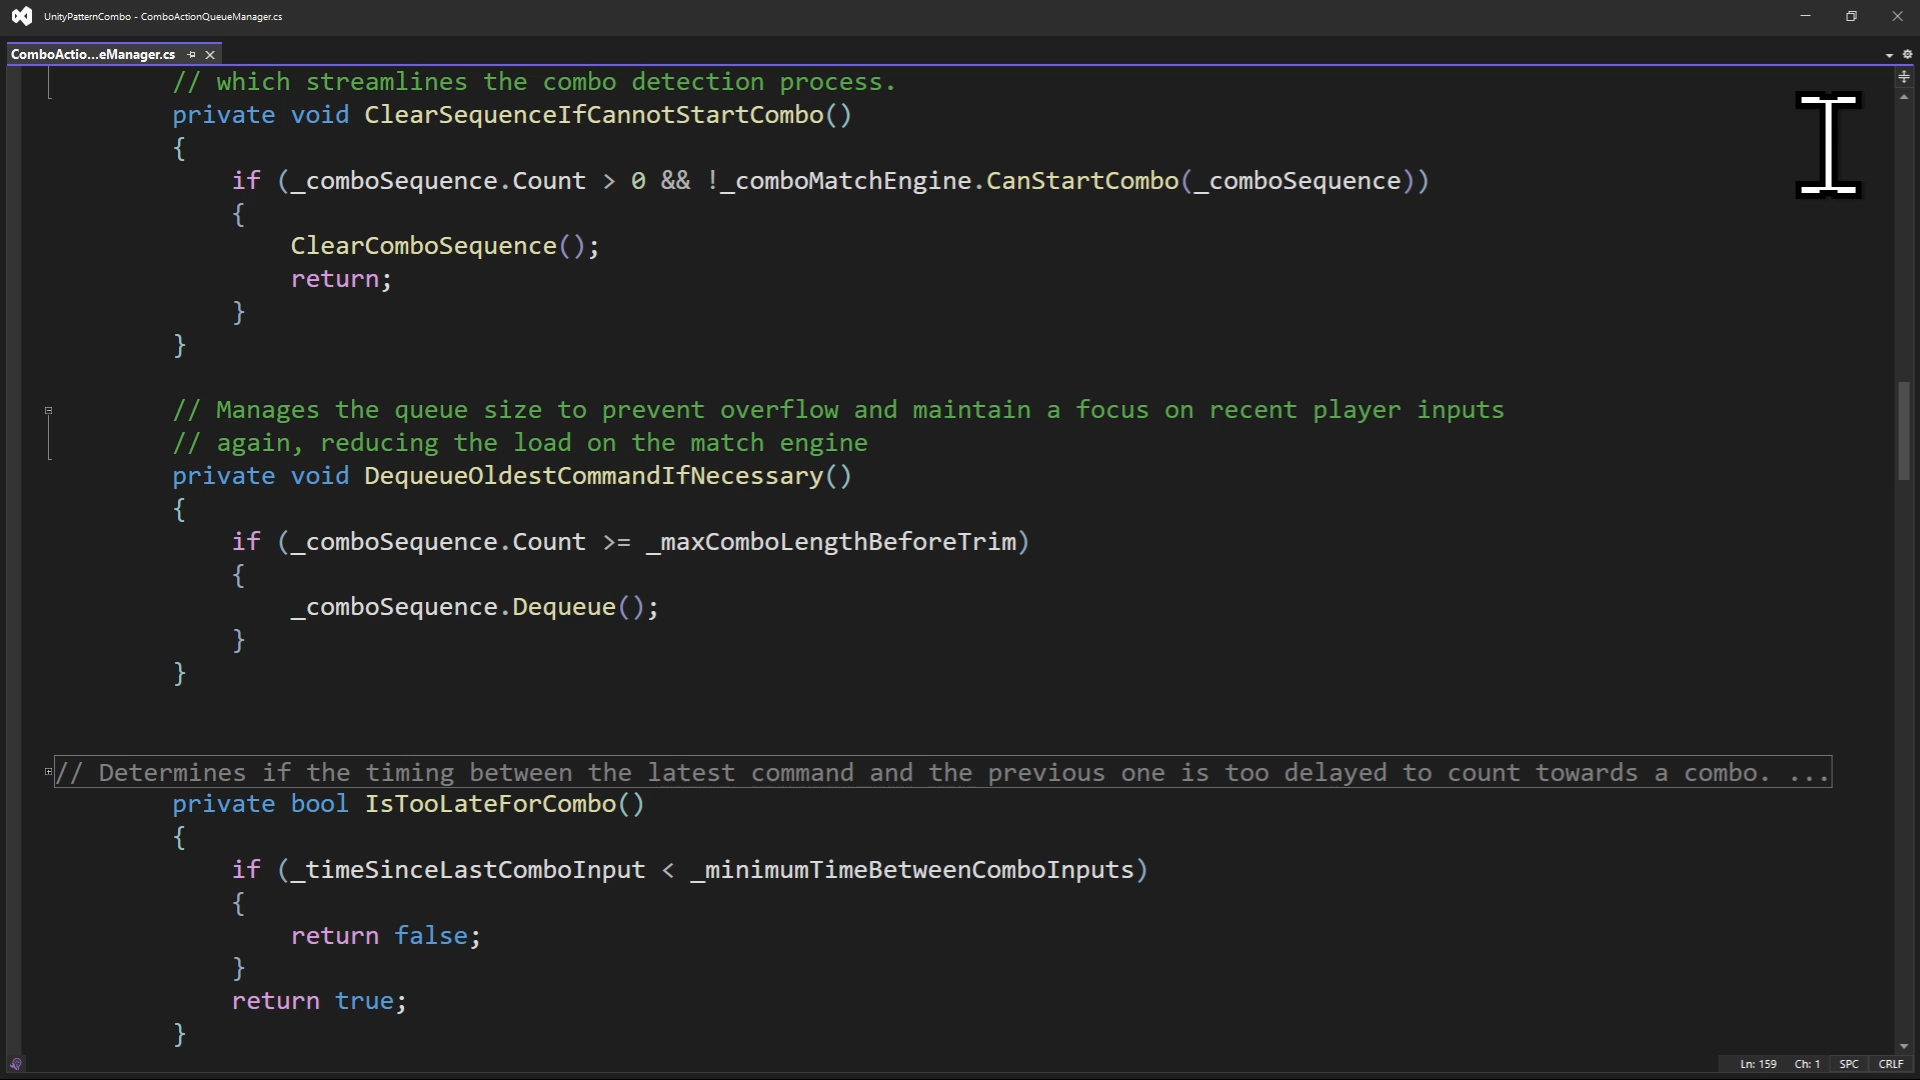 UnityPatternCombo - ComboActionQueueManager.cs
ComboActio...eManager.cs
// which streamlines the combo detection process.
private void ClearSequenceIfCannotStartCombo()
{
if (_comboSequence.Count > 0 && !_comboMatchEngine.CanStartCombo(_comboSequence))
{
ClearComboSequence();
return;
}
}
// Manages the queue size to prevent overflow and maintain a focus on recent player inputs
// again, reducing the load on the match engine
private void DequeueOldestCommandIfNecessary()
{
if (_comboSequence.Count >= _maxComboLengthBeforeTrim)
{
_comboSequence.Dequeue();
}
}
// Determines if the timing between the latest command and the previous one is too delayed to count towards a combo. ...
private bool IsTooLateForCombo()
{
if (_timeSinceLastComboInput < _minimumTimeBetweenComboInputs)
{
return false;
}
return true;
}
Ln: 159 Ch: 1 SPC CRLF